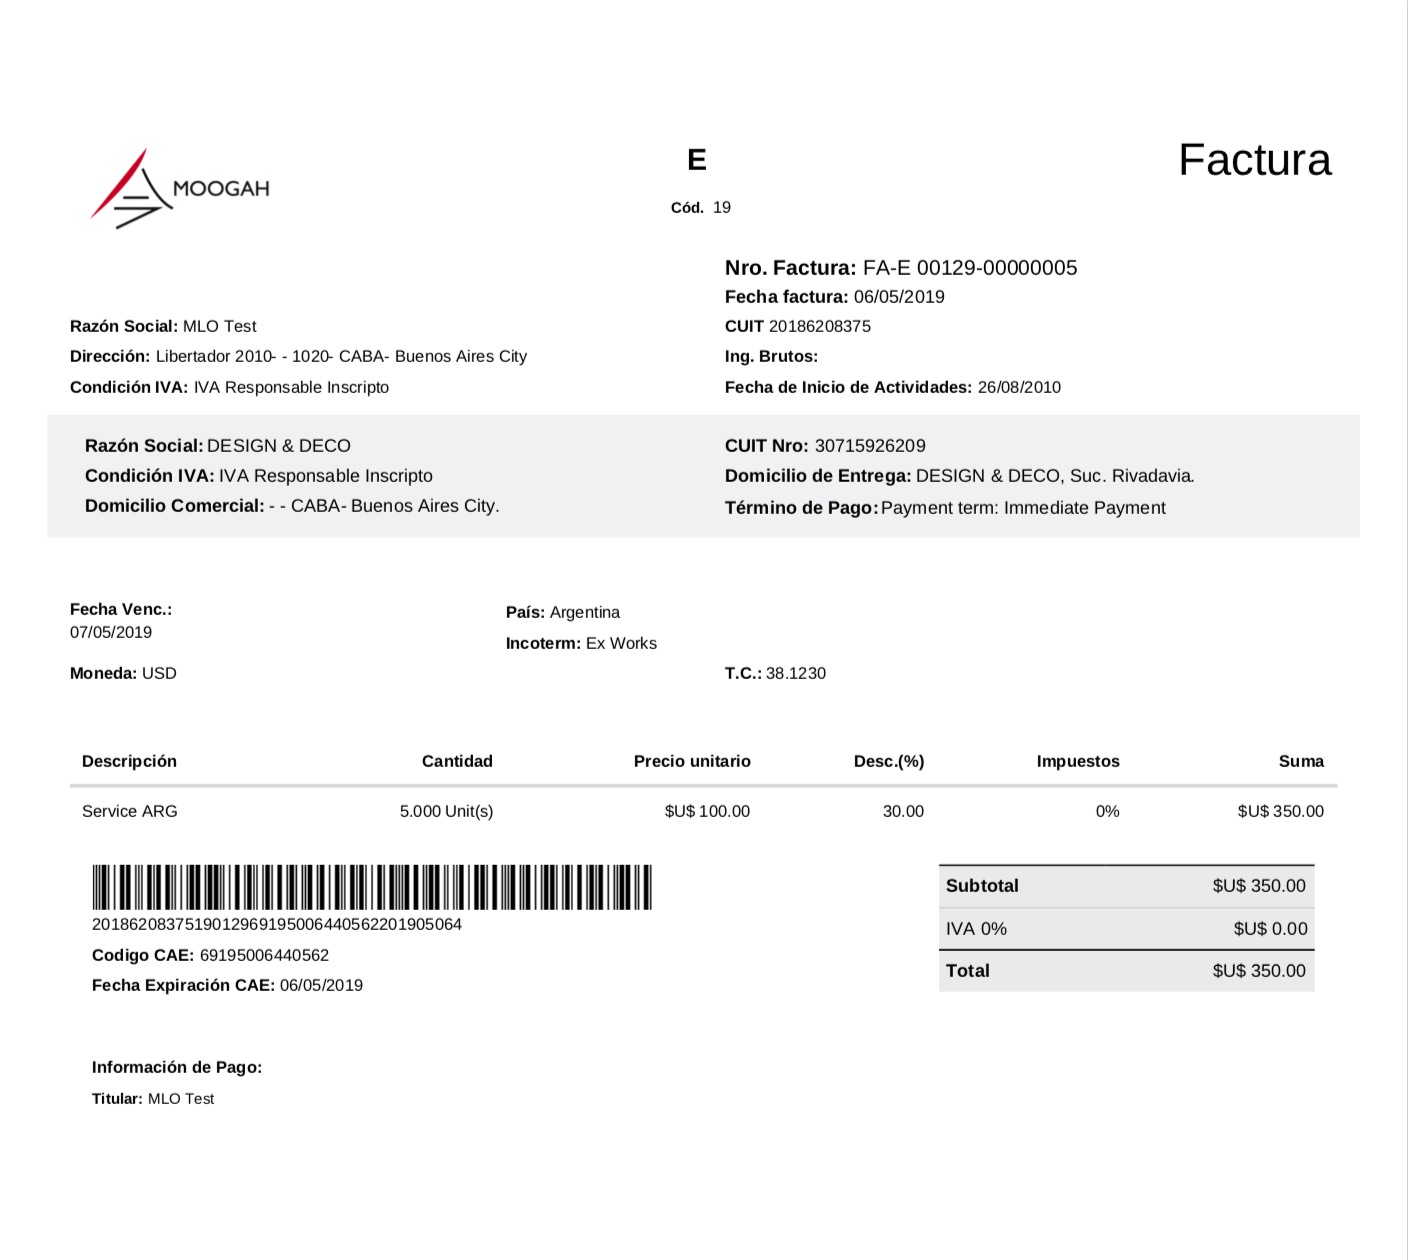 MOOGAH
E
Factura
Cód. 19
Nro. Factura: FA-E 00129-00000005
Fecha factura: 06/05/2019
Razón Social: MLO Test
CUIT 20186208375
Dirección: Libertador 2010- - 1020- CABA- Buenos Aires City
Ing. Brutos:
Condición IVA: IVA Responsable Inscripto
Fecha de Inicio de Actividades: 26/08/2010
Razón Social: DESIGN & DECO
CUIT Nro: 30715926209
Condición IVA: IVA Responsable Inscripto
Domicilio de Entrega: DESIGN & DECO, Suc. Rivadavia.
Domicilio Comercial: - - CABA- Buenos Aires City.
Término de Pago: Payment term: Immediate Payment
Fecha Venc.:
07/05/2019
País: Argentina
Incoterm: Ex Works
Moneda: USD
T.C.: 38.1230
Descripción Cantidad Precio unitario Desc.(%) Impuestos Suma
Service ARG 5.000 Unit(s) $U$ 100.00 30.00 0% $U$ 350.00
2018620837519012969195006440562201905064
Codigo CAE: 69195006440562
Fecha Expiración CAE: 06/05/2019
Subtotal $U$ 350.00
IVA 0% $U$ 0.00
Total $U$ 350.00
Información de Pago:
Titular: MLO Test